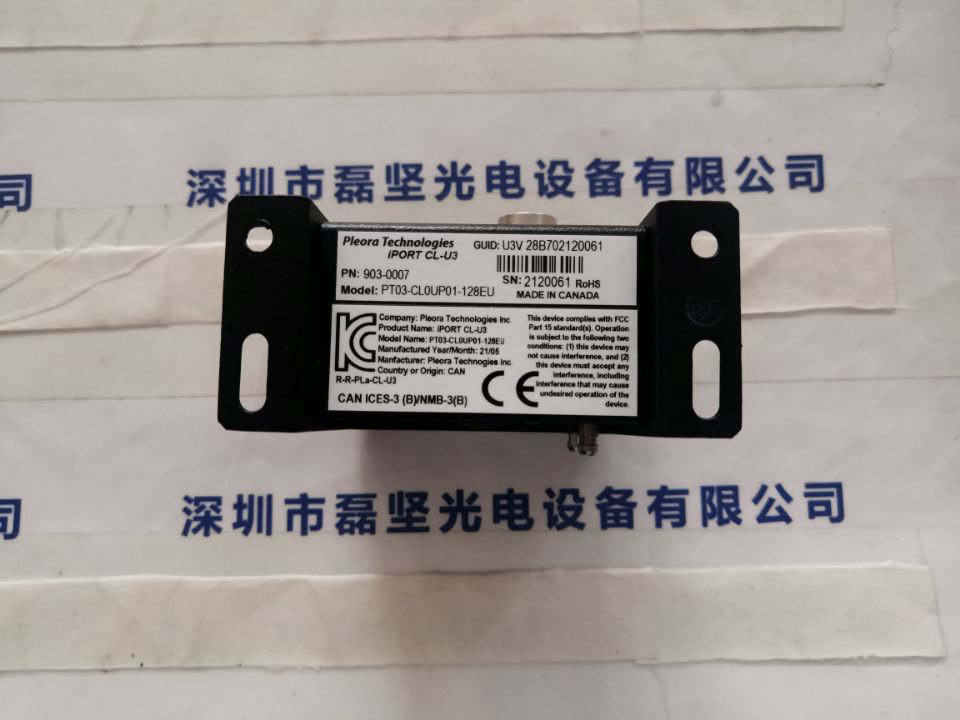 司
深圳市磊坚光电设备有限公司
Pleora Technologies
iPORT CL-U3
GUID: U3V 28B702120061
PN: 903-0007
SN: 2120061 RoHS
Model: PT03-CL0UP01-128EU
MADE IN CANADA
Company: Pleora Technologies Inc
Product Name: iPORT CL-U3
Model Name: PT03-CL0UP01-128EU
Manufactured Year/Month: 21/05
Manufacturer: Pleora Techнogies Inc
Country or Origin: CAN
R-R-PLa-CL-U3
CAN ICES-3 (B)/NMB-3(B)
CE
This device complies with FCC
Part 15 standard(s). Operation
is subject to the following two
conditions: (1) this device may
not cause interference, and (2)
this device must accept any
interference, including
interference that may cause
undesired operation of the
device.
司
深圳市磊坚光电设备有限公司